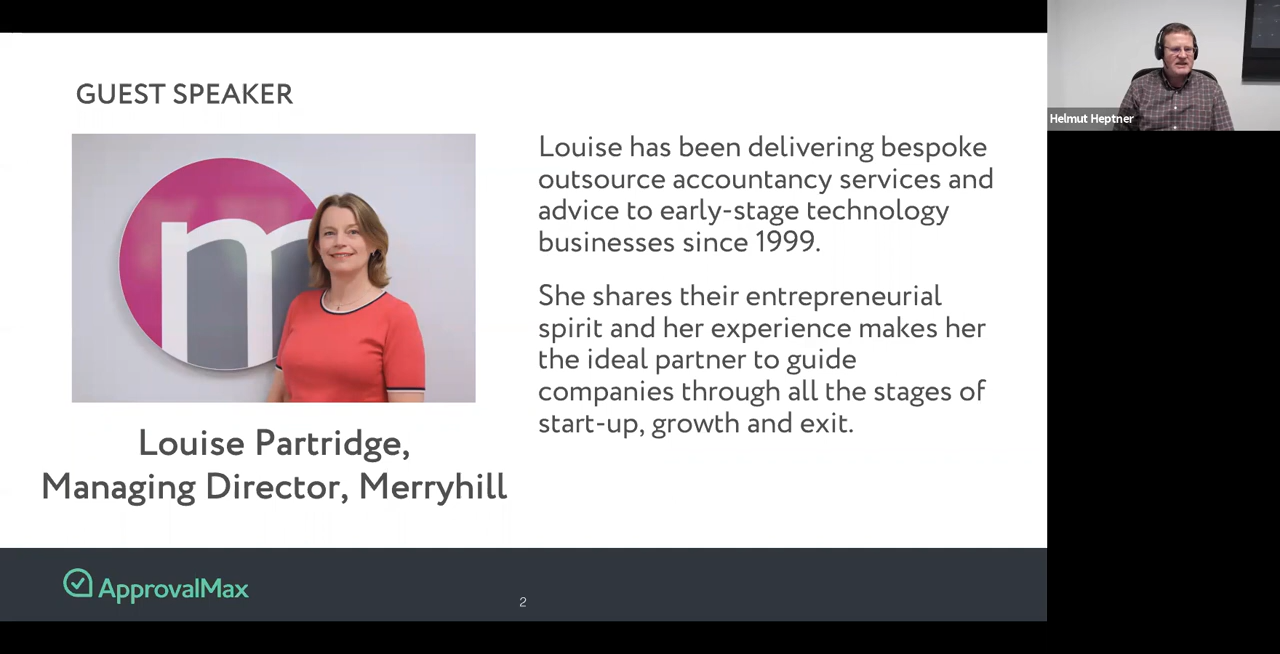 GUEST SPEAKER
m
Louise Partridge,
Managing Director, Merryhill
Louise has been delivering bespoke
outsource accountancy services and
advice to early-stage technology
businesses since 1999.
She shares their entrepreneurial
spirit and her experience makes her
the ideal partner to guide
companies through all the stages of
start-up, growth and exit.
ApprovalMax
2
Helmut Heptner